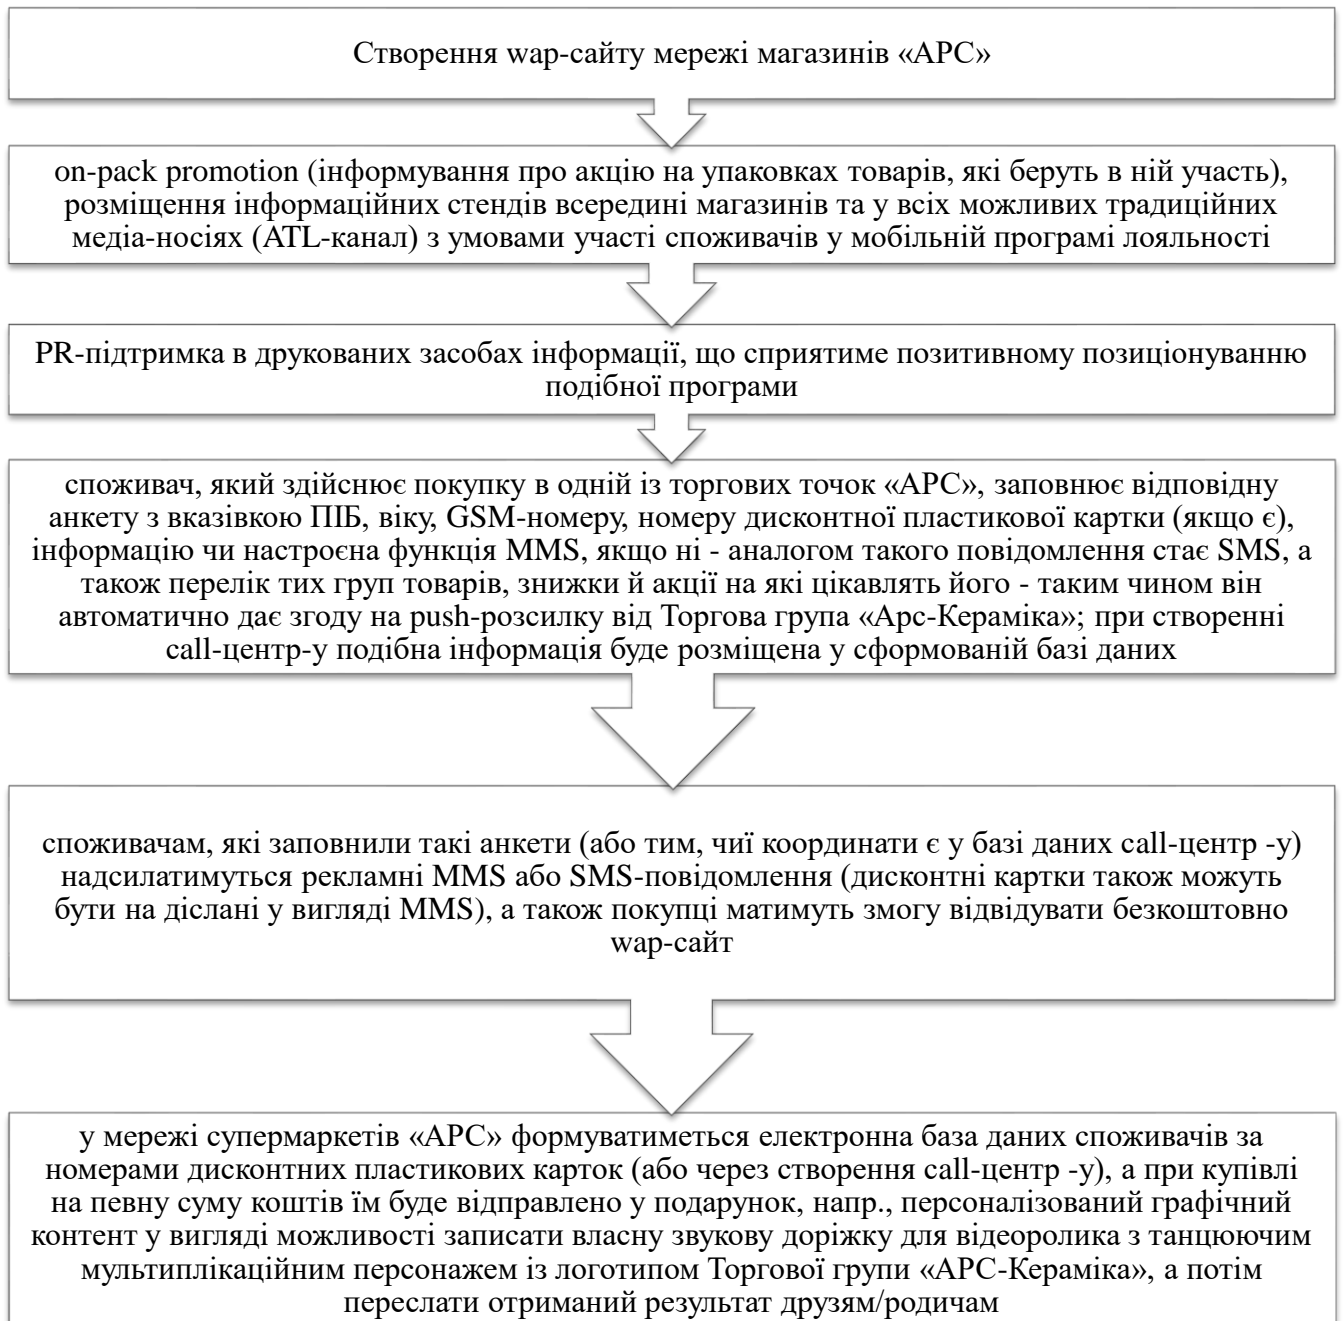 Створення wap-сайту мережі магазинів «АРС»
on-pack promotion (інформування про акцію на упаковках товарів, які беруть в ній участь),
розміщення інформаційних стендів всередині магазинів та у всіх можливих традиційних
медіа-носіях (ATL-канал) з умовами участі споживачів у мобільній програмі лояльності
PR-підтримка в друкованих засобах інформації, що сприятиме позитивному позиціонуванню
подібної програми
споживач, який здійснює покупку в одній із торгових точок «АРС», заповнює відповідну
анкету з вказівкою ПІБ, віку, GSM-номеру, номеру дисконтної пластикової картки (якщо є),
інформацію чи настроєна функція MMS, якщо ні - аналогом такого повідомлення стає SMS, а
також перелік тих груп товарів, знижки й акції на які цікавлять його - таким чином він
автоматично дає згоду на push-розсилку від Торгова група «Арс-Кераміка»; при створенні
call-центр-у подібна інформація буде розміщена у сформованій базі даних
споживачам, які заповнили такі анкети (або тим, чиї координати є у базі даних call-центр -у)
надсилатимуться рекламні MMS або SMS-повідомлення (дисконтні картки також можуть
бути на діслані у вигляді MMS), а також покупці матимуть змогу відвідувати безкоштовно
wap-сайт
у мережі супермаркетів «АРС» формуватиметься електронна база даних споживачів за
номерами дисконтних пластикових карток (або через створення call-центр -у), а при купівлі
на певну суму коштів їм буде відправлено у подарунок, напр., персоналізований графічний
контент у вигляді можливості записати власну звукову доріжку для відеоролика з танцюючим
мультиплікаційним персонажем із логотипом Торгової групи «АРС-Кераміка», а потім
переслати отриманий результат друзям/родичам